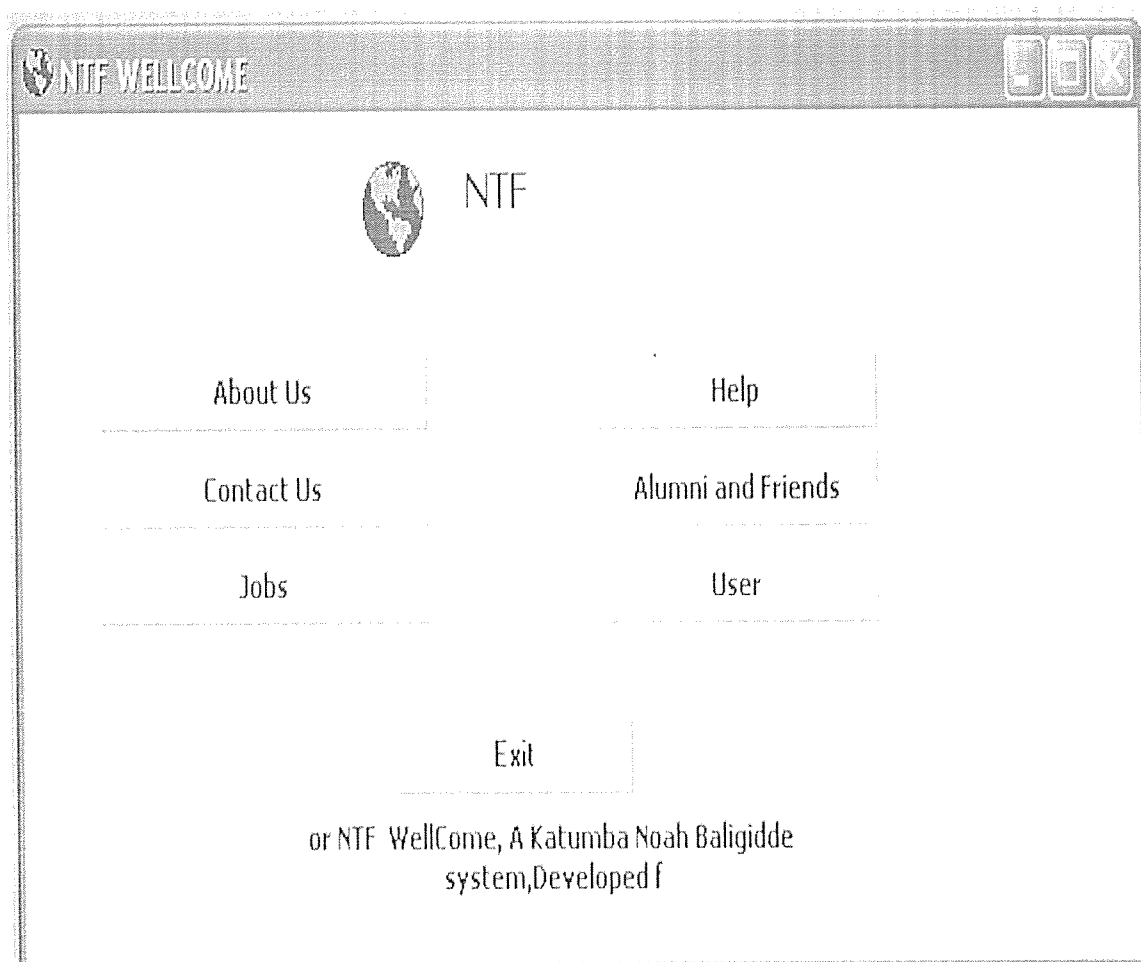 NTF WELLCOME
NTF
About Us
Help
Contact Us
Alumni and Friends
Jobs
User
Exit
or NTF WellCome, A Katumba Noah Baligidde
system,Developed f